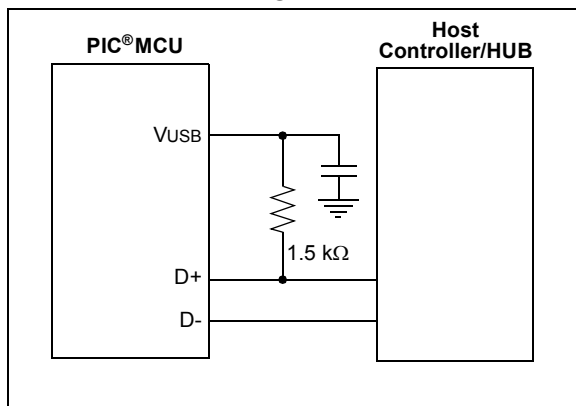 PIC®MCU
Host
Controller/HUB
VUSB
1.5 kΩ
D+
D-